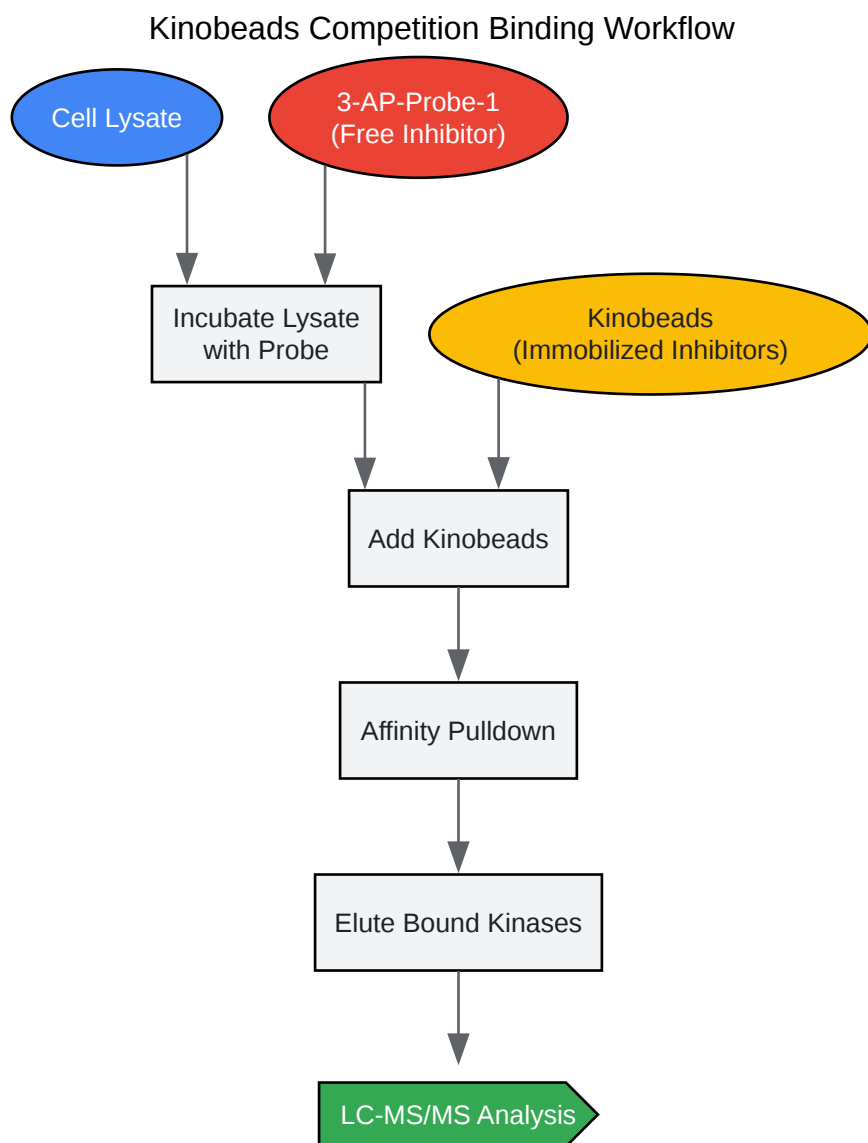 Kinobeads Competition Binding Workflow
Cell Lysate
3-AP-Probe-1
(Free Inhibitor)
Incubate Lysate
with Probe
Kinobeads
(Immobilized Inhibitors)
Add Kinobeads
Affinity Pulldown
Elute Bound Kinases
LC-MS/MS Analysis